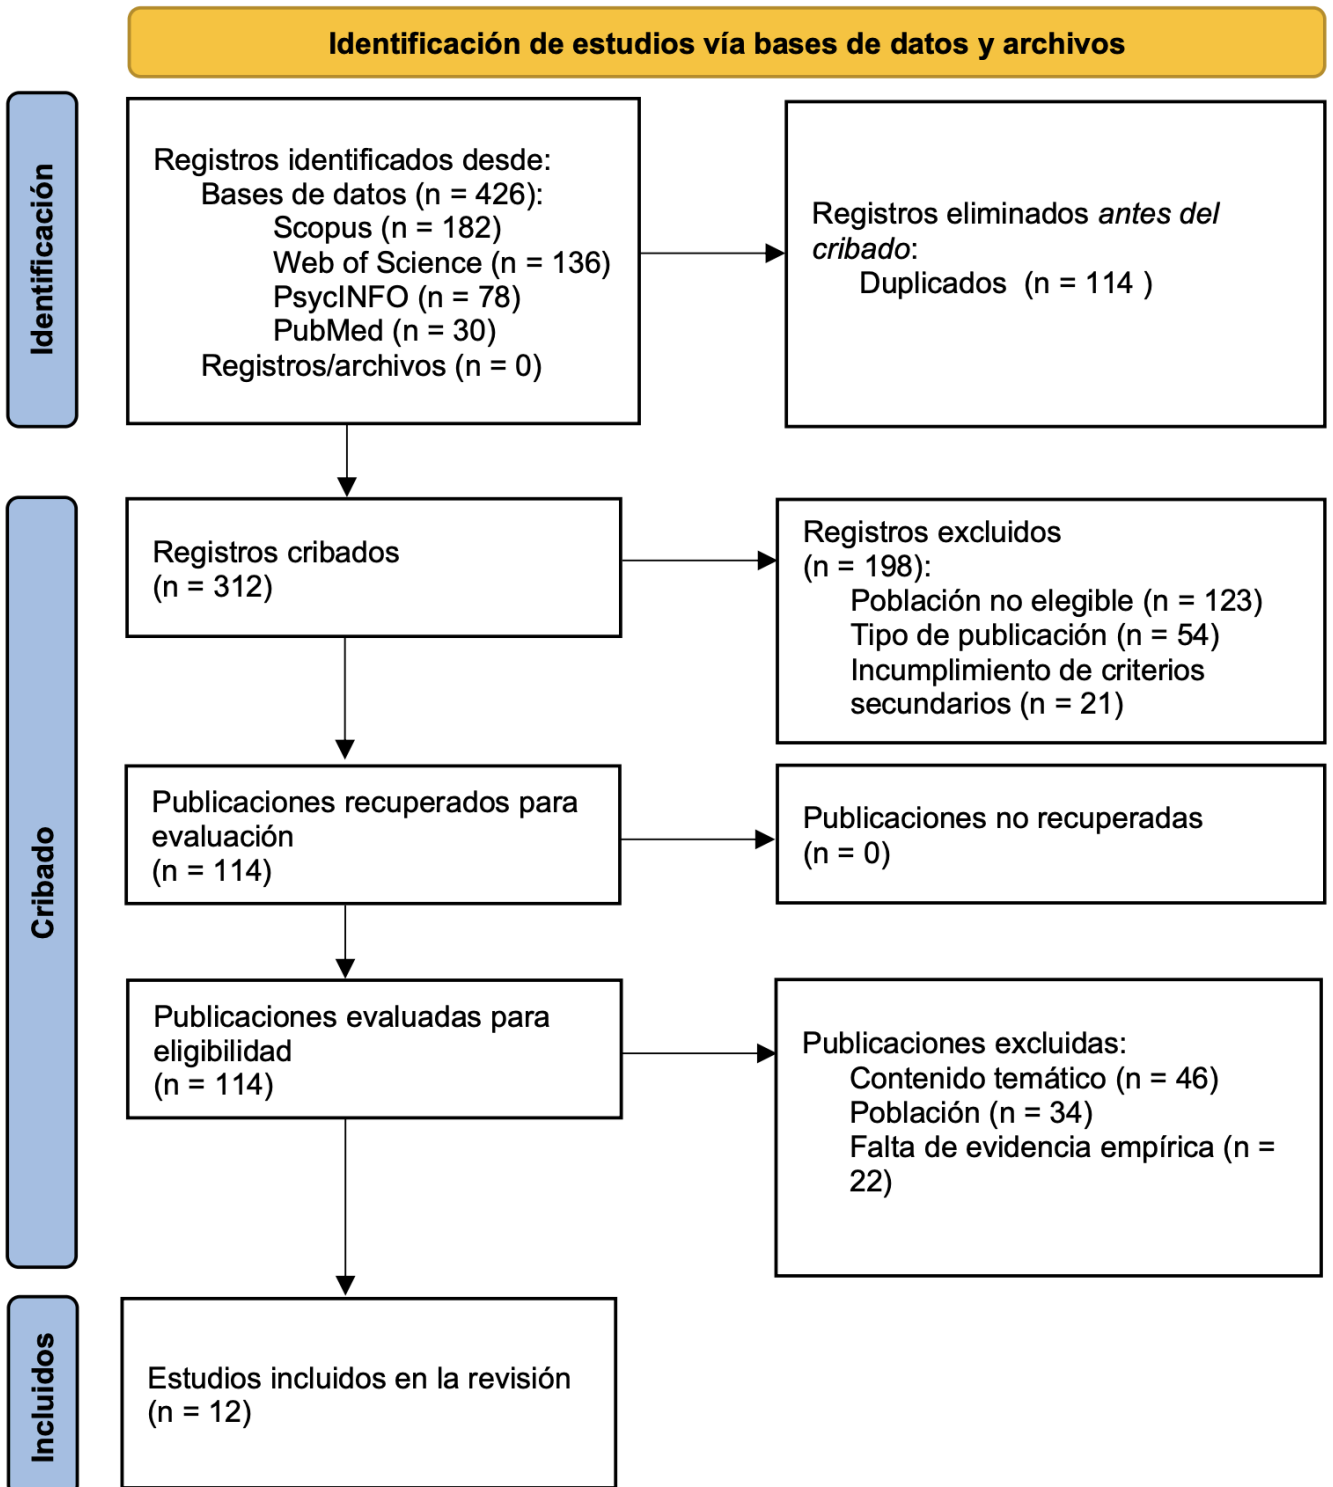 Identificación de estudios vía bases de datos y archivos
Identificación
Registros identificados desde:
Bases de datos (n = 426):
Scopus (n = 182)
Web of Science (n = 136)
PsycINFO (n = 78)
PubMed (n = 30)
Registros/archivos (n = 0)
Registros eliminados antes del
cribado:
Duplicados (n = 114 )
Cribado
Registros cribados
(n = 312)
Registros excluidos
(n = 198):
Población no elegible (n = 123)
Tipo de publicación (n = 54)
Incumplimiento de criterios
secundarios (n = 21)
Publicaciones recuperados para
evaluación
(n = 114)
Publicaciones no recuperadas
(n = 0)
Publicaciones evaluadas para
eligibilidad
(n = 114)
Publicaciones excluidas:
Contenido temático (n = 46)
Población (n = 34)
Falta de evidencia empírica (n =
22)
Incluidos
Estudios incluidos en la revisión
(n = 12)